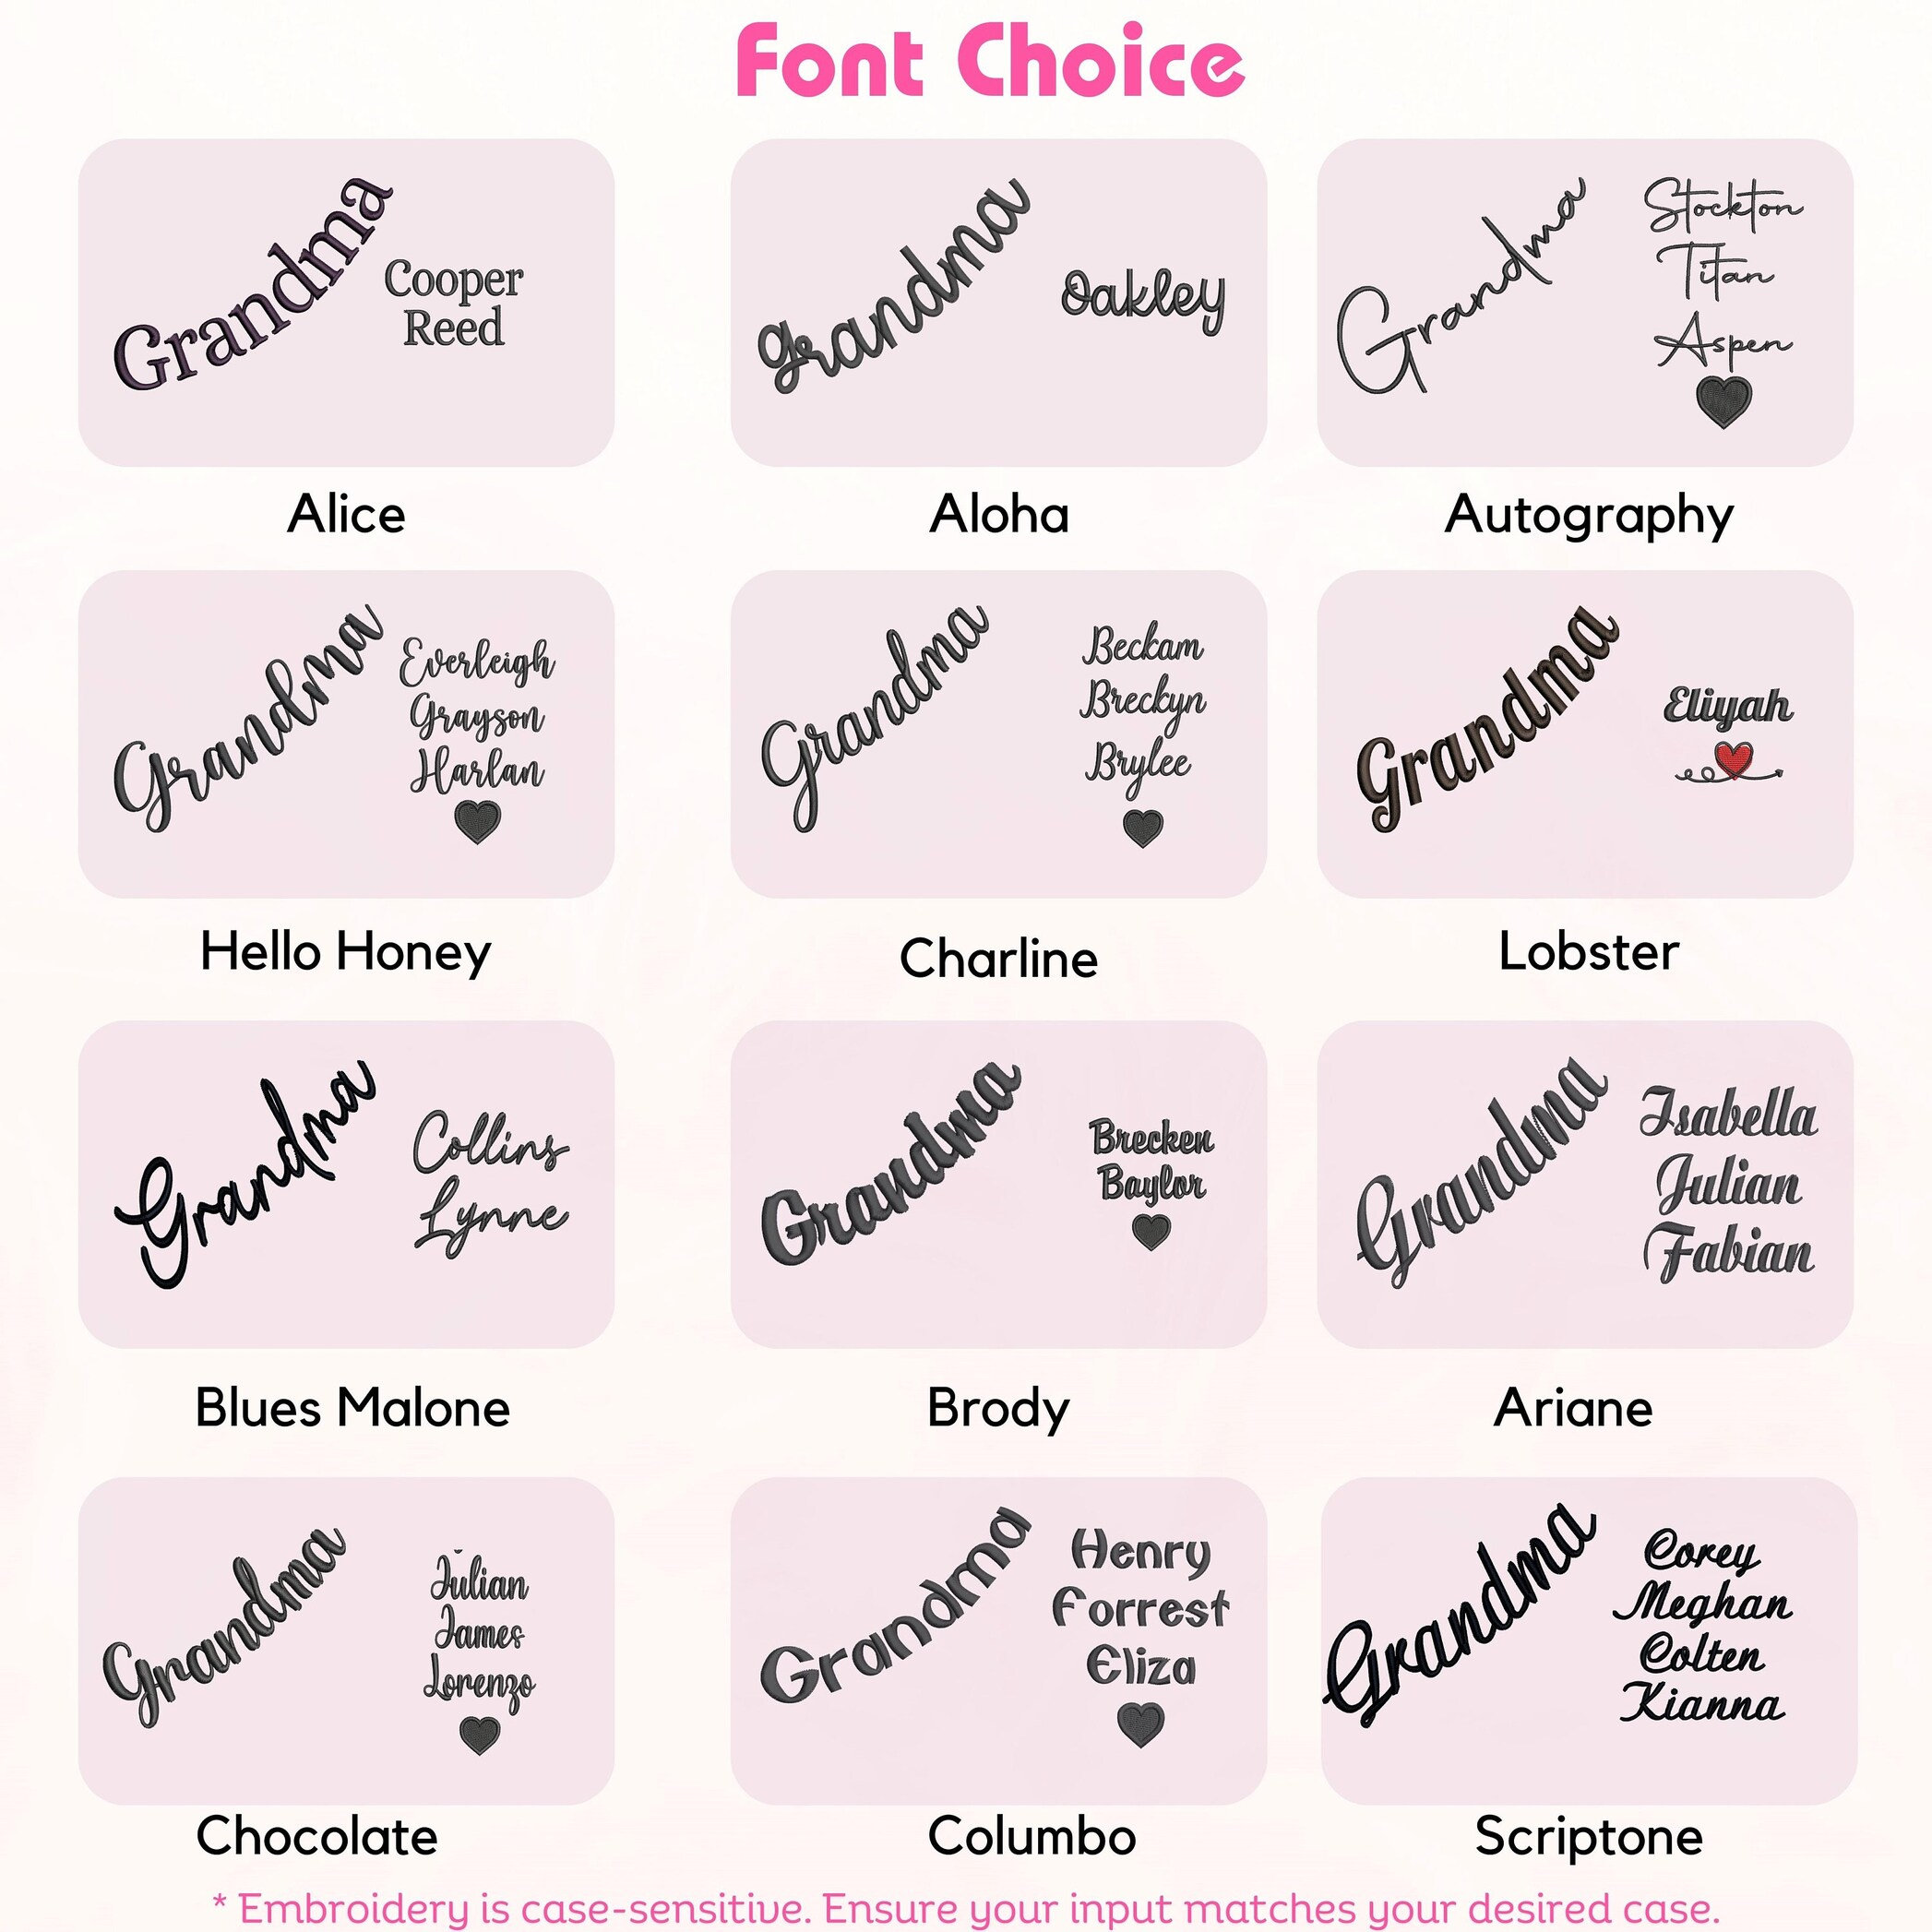 Font Choice
Grandma
Cooper
Reed
Alice
grandma
Oakley
Aloha
Grandma
Stockton
Titan
Aspen
Autography
Grandma
Everleigh
Grayson
Harlan
Hello Honey
Grandma
Beckam
Breckyn
Brylee
Charline
Grandma
Eliyah
Lobster
Grandma
Collins
Lynne
Blues Malone
Grandma
Brecken
Baylor
Brody
Grandma
Isabella
Julian
Fabian
Ariane
Grandma
Julian
James
Lorenzo
Chocolate
Grandma
Henry
Forrest
Eliza
Columbo
Grandma
Corey
Meghan
Colten
Kianna
Scriptone
* Embroidery is case-sensitive. Ensure your input matches your desired case.